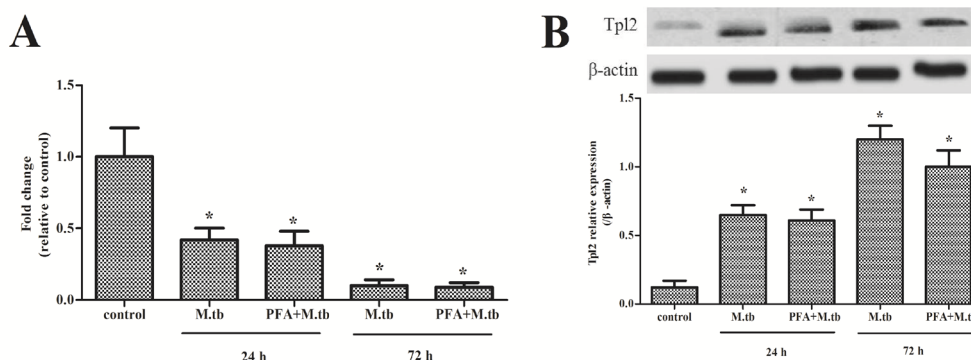 A
Fold change
(relative to control)
1.5
1.0
0.5
0.0
*
*
*
*
control
M.tb
PFA+M.tb
M.tb
PFA+M.tb
24 h
72 h
B
Tpl2
β-actin
Tpl2 relative expression
(/β -actin)
1.5
1.0
0.5
0.0
*
*
*
*
control
M.tb
PFA+M.tb
M.tb
PFA+M.tb
24 h
72 h